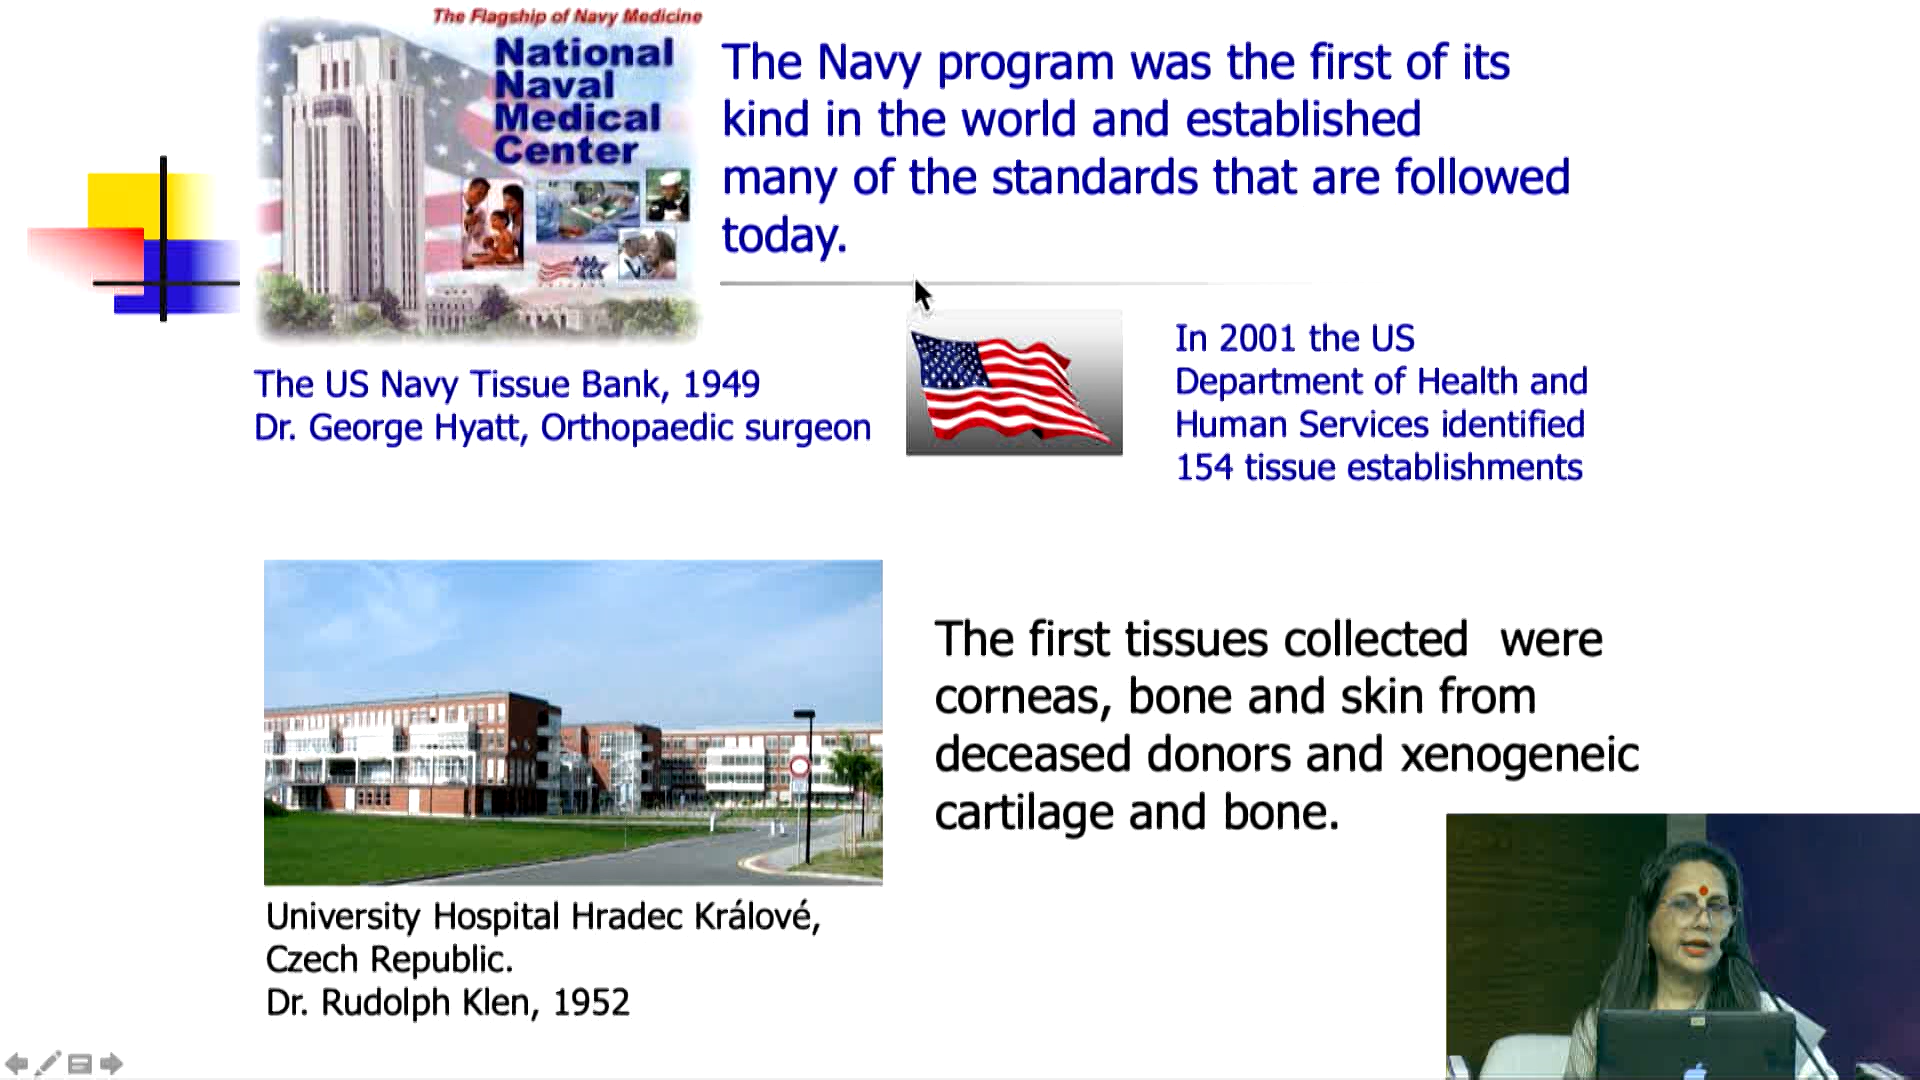 The Flagship of Navy Medicine
National
Naval
Medical
Center
The Navy program was the first of its
kind in the world and established
many of the standards that are followed
today.
The US Navy Tissue Bank, 1949
Dr. George Hyatt, Orthopaedic surgeon
In 2001 the US
Department of Health and
Human Services identified
154 tissue establishments
The first tissues collected  were
corneas, bone and skin from
deceased donors and xenogeneic
cartilage and bone.
University Hospital Hradec Králové,
Czech Republic.
Dr. Rudolph Klen, 1952